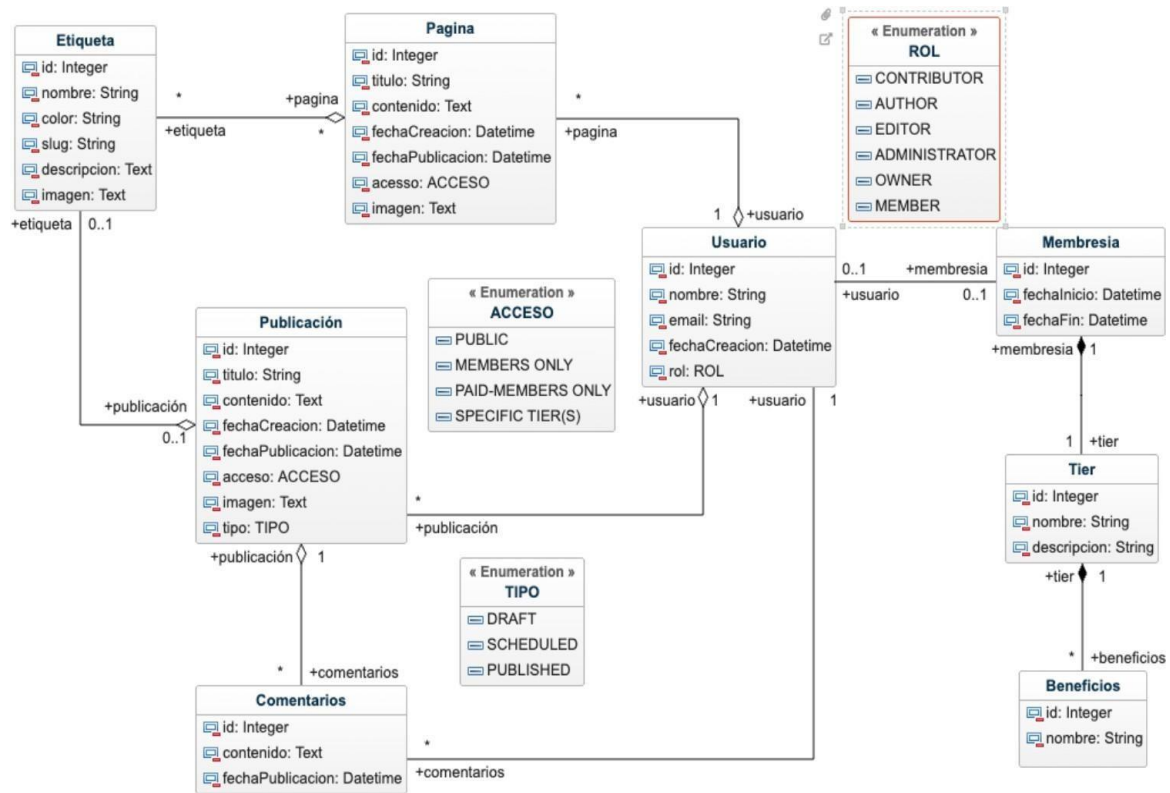 Etiqueta
id: Integer
nombre: String
color: String
slug: String
descripcion: Text
imagen: Text
+etiqueta
0..1
*
+etiqueta
+pagina
*
Pagina
id: Integer
titulo: String
contenido: Text
fechaCreacion: Datetime
fechaPublicacion: Datetime
acesso: ACCESO
imagen: Text
*
+pagina
1
+usuario
« Enumeration »
ROL
CONTRIBUTOR
AUTHOR
EDITOR
ADMINISTRATOR
OWNER
MEMBER
Usuario
id: Integer
nombre: String
email: String
fechaCreacion: Datetime
rol: ROL
0..1
+membresia
+usuario
0..1
Membresia
id: Integer
fechaInicio: Datetime
fechaFin: Datetime
+membresia
1
« Enumeration »
ACCESO
PUBLIC
MEMBERS ONLY
PAID-MEMBERS ONLY
SPECIFIC TIER(S)
Publicación
id: Integer
titulo: String
contenido: Text
fechaCreacion: Datetime
fechaPublicacion: Datetime
acceso: ACCESO
imagen: Text
tipo: TIPO
+publicación
0..1
+usuario
1
+usuario
1
*
+publicación
1
+tier
Tier
id: Integer
nombre: String
descripcion: String
+tier
1
+publicación
1
« Enumeration »
TIPO
DRAFT
SCHEDULED
PUBLISHED
*
+comentarios
*
+beneficios
Comentarios
id: Integer
contenido: Text
fechaPublicacion: Datetime
*
+comentarios
Beneficios
id: Integer
nombre: String